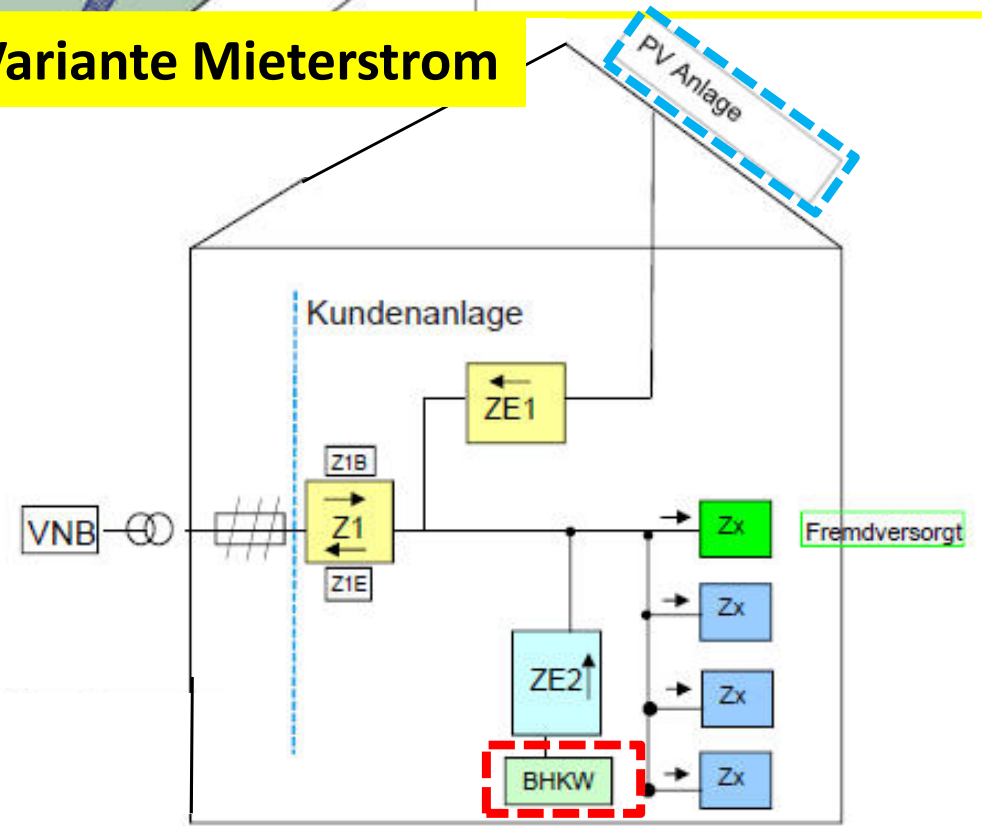 Variante Mieterstrom
PV Anlage
Kundenanlage
ZE1
Z1B
VNB
Z1
Z1E
Zx
Fremdversorgt
Zx
ZE2
Zx
BHKW
Zx